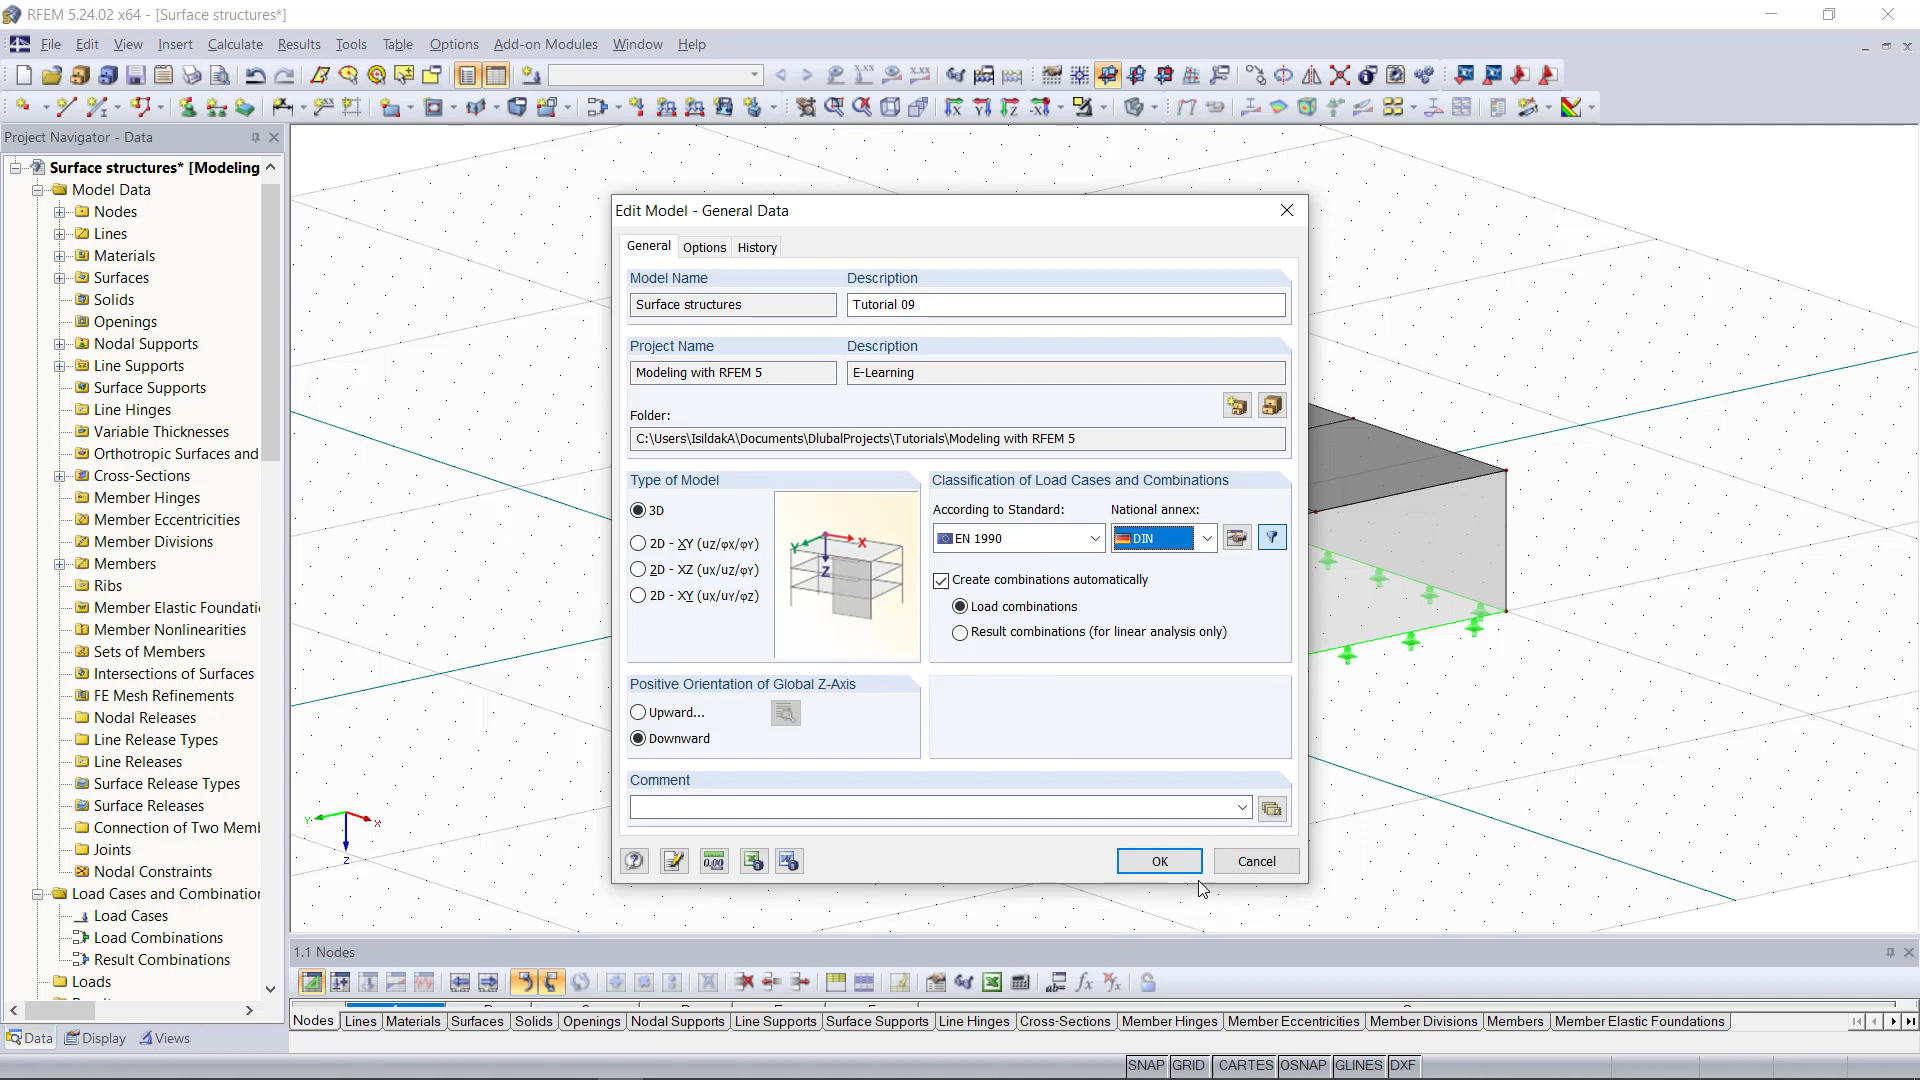 RFEM 5.24.02 x64 - [Surface structures*]
File Edit View Insert Calculate Results Tools Table Options Add-on Modules Window Help
Project Navigator - Data
Surface structures* [Modeling
Model Data
Nodes
Lines
Materials
Surfaces
Solids
Openings
Nodal Supports
Line Supports
Surface Supports
Line Hinges
Variable Thicknesses
Orthotropic Surfaces and
Cross-Sections
Member Hinges
Member Eccentricities
Member Divisions
Members
Ribs
Member Elastic Foundati
Member Nonlinearities
Sets of Members
Intersections of Surfaces
FE Mesh Refinements
Nodal Releases
Line Release Types
Line Releases
Surface Release Types
Surface Releases
Connection of Two Memb
Joints
Nodal Constraints
Load Cases and Combination
Load Cases
Load Combinations
Result Combinations
Loads
Data Display Views
Edit Model - General Data
General Options History
Model Name Description
Surface structures Tutorial 09
Project Name Description
Modeling with RFEM 5 E-Learning
Folder:
C:\Users\IsildakA\Documents\DlubalProjects\Tutorials\Modeling with RFEM 5
Type of Model
3D
2D - XY (uz/φx/φY)
2D - XZ (ux/uz/φY)
2D - XY (ux/uY/φz)
Y X
Z
Classification of Load Cases and Combinations
According to Standard: National annex:
EN 1990 DIN
Create combinations automatically
Load combinations
Result combinations (for linear analysis only)
Positive Orientation of Global Z-Axis
Upward...
Downward
Comment
0.00
OK Cancel
Y X
Z
1.1 Nodes
Nodes Lines Materials Surfaces Solids Openings Nodal Supports Line Supports Surface Supports Line Hinges Cross-Sections Member Hinges Member Eccentricities Member Divisions Members Member Elastic Foundations
SNAP GRID CARTES OSNAP GLINES DXF